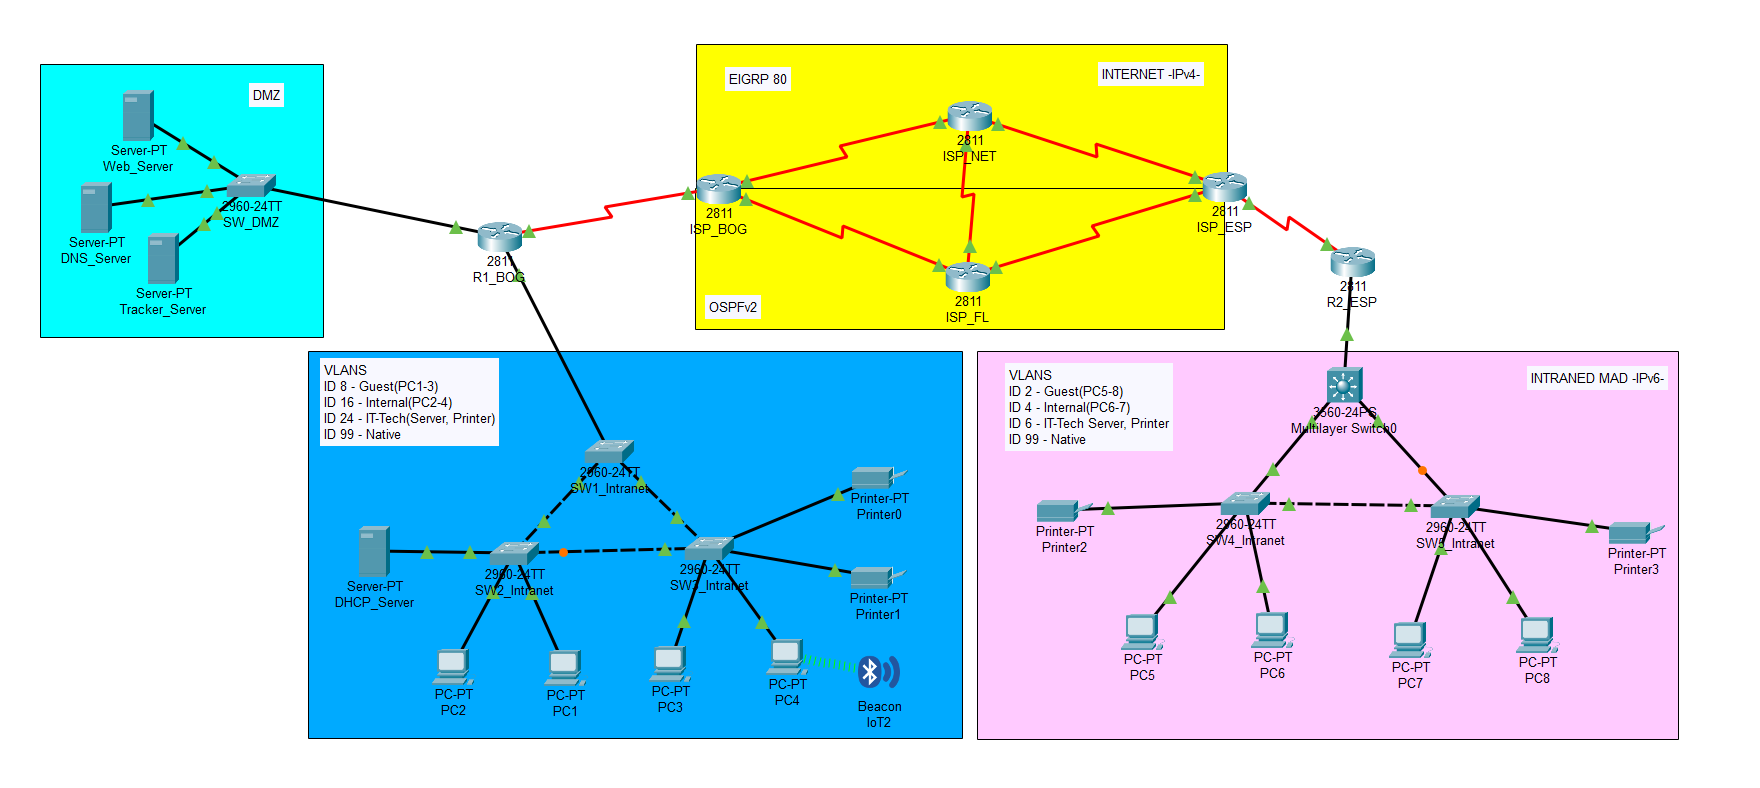 DMZ
Server-PT
Web_Server
Server-PT
DNS_Server
Server-PT
Tracker_Server
2960-24TT
SW_DMZ
2811
R1_BOG
EIGRP 80
INTERNET -IPv4-
2811
ISP_NET
2811
ISP_BOG
2811
ISP_ESP
2811
ISP_FL
OSPFv2
2811
R2_ESP
VLANS
ID 8 - Guest(PC1-3)
ID 16 - Internal(PC2-4)
ID 24 - IT-Tech(Server, Printer)
ID 99 - Native
2960-24TT
SW1_Intranet
Printer-PT
Printer0
Server-PT
DHCP_Server
2960-24TT
SW2_Intranet
2960-24TT
SW3_Intranet
Printer-PT
Printer1
PC-PT
PC2
PC-PT
PC1
PC-PT
PC3
PC-PT
PC4
Beacon
IoT2
VLANS
ID 2 - Guest(PC5-8)
ID 4 - Internal(PC6-7)
ID 6 - IT-Tech Server, Printer
ID 99 - Native
INTRANED MAD -IPv6-
3560-24PS
Multilayer Switch0
Printer-PT
Printer2
2960-24TT
SW4_Intranet
2960-24TT
SW5_Intranet
Printer-PT
Printer3
PC-PT
PC5
PC-PT
PC6
PC-PT
PC7
PC-PT
PC8